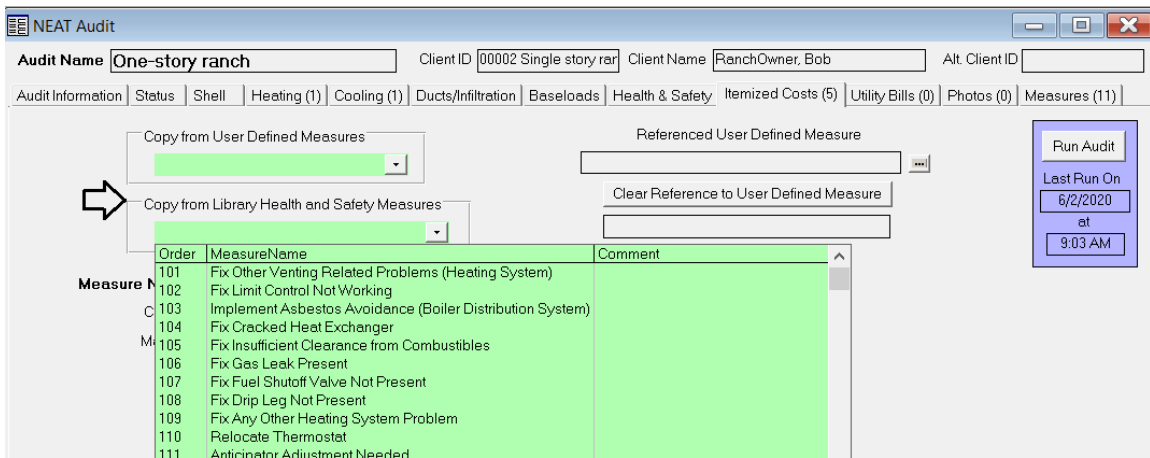 NEAT Audit
Audit Name One-story ranch Client ID 00002 Single story rar Client Name RanchOwner, Bob Alt. Client ID
Audit Information Status Shell Heating (1) Cooling (1) Ducts/Infiltration Baseloads Health & Safety Itemized Costs (5) Utility Bills (0) Photos (0) Measures (11)
Copy from User Defined Measures
Referenced User Defined Measure
Run Audit
Clear Reference to User Defined Measure
Last Run On
6/2/2020
at
9:03 AM
Copy from Library Health and Safety Measures
Measure N
C
Ma
Order MeasureName Comment
101 Fix Other Venting Related Problems (Heating System)
102 Fix Limit Control Not Working
103 Implement Asbestos Avoidance (Boiler Distribution System)
104 Fix Cracked Heat Exchanger
105 Fix Insufficient Clearance from Combustibles
106 Fix Gas Leak Present
107 Fix Fuel Shutoff Valve Not Present
108 Fix Drip Leg Not Present
109 Fix Any Other Heating System Problem
110 Relocate Thermostat
111 Anticipator Adjustment Needed